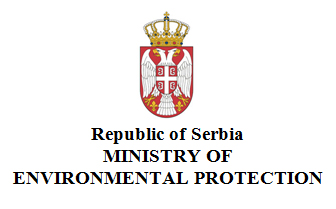 Republic of Serbia
MINISTRY OF
ENVIRONMENTAL PROTECTION